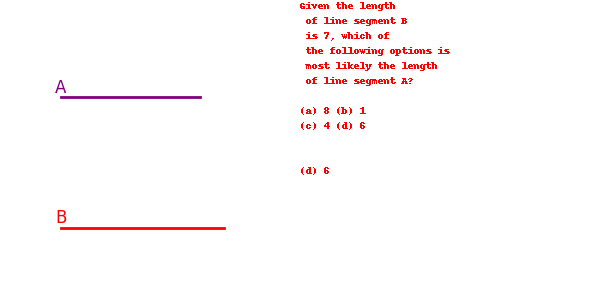 Given the length
of line segment B
is 7, which of
the following options is
most likely the length
of line segment A?
(a) 8 (b) 1
(c) 4 (d) 6
(d) 6
A
B